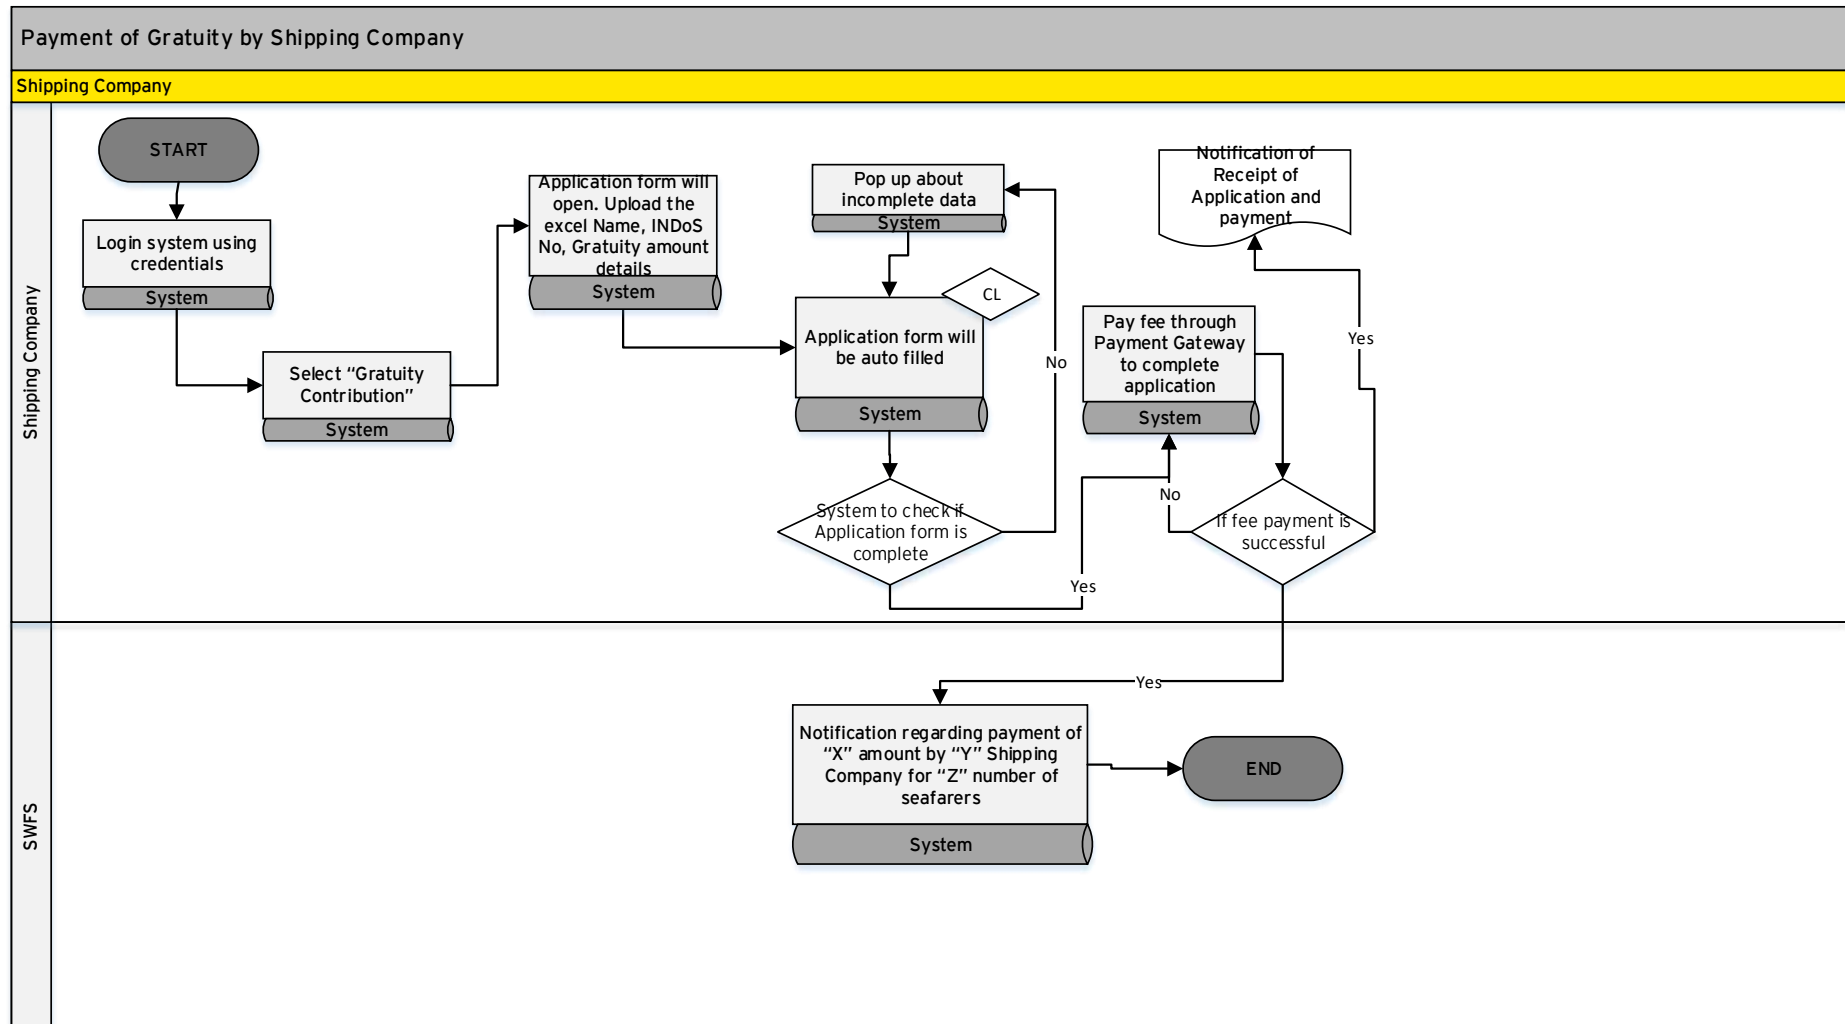 Payment of Gratuity by Shipping Company
Shipping Company
Shipping Company
START
Login system using
credentials
System
Select “Gratuity
Contribution”
System
Application form will
open. Upload the
excel Name, INDoS
No, Gratuity amount
details
System
Pop up about
incomplete data
System
CL
Application form will
be auto filled
System
System to check if
Application form is
complete
No
Yes
Pay fee through
Payment Gateway
to complete
application
System
No
If fee payment is
successful
Yes
Notification of
Receipt of
Application and
payment
SWFS
Yes
Notification regarding payment of
“X” amount by “Y” Shipping
Company for “Z” number of
seafarers
System
END